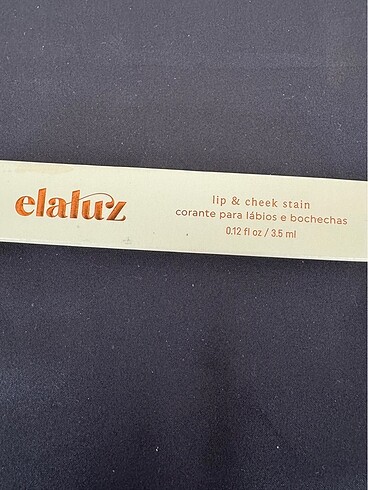 elaluz
lip & cheek stain
corante para lábios e bochechas
0.12 fl oz / 3.5 ml